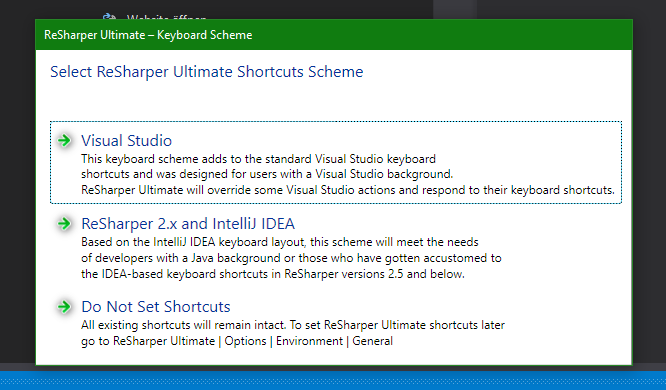 Website öffnen
ReSharper Ultimate – Keyboard Scheme
Select ReSharper Ultimate Shortcuts Scheme
Visual Studio
This keyboard scheme adds to the standard Visual Studio keyboard
shortcuts and was designed for users with a Visual Studio background.
ReSharper Ultimate will override some Visual Studio actions and respond to their keyboard shortcuts.
ReSharper 2.x and IntelliJ IDEA
Based on the IntelliJ IDEA keyboard layout, this scheme will meet the needs
of developers with a Java background or those who have gotten accustomed to
the IDEA-based keyboard shortcuts in ReSharper versions 2.5 and below.
Do Not Set Shortcuts
All existing shortcuts will remain intact. To set ReSharper Ultimate shortcuts later
go to ReSharper Ultimate | Options | Environment | General